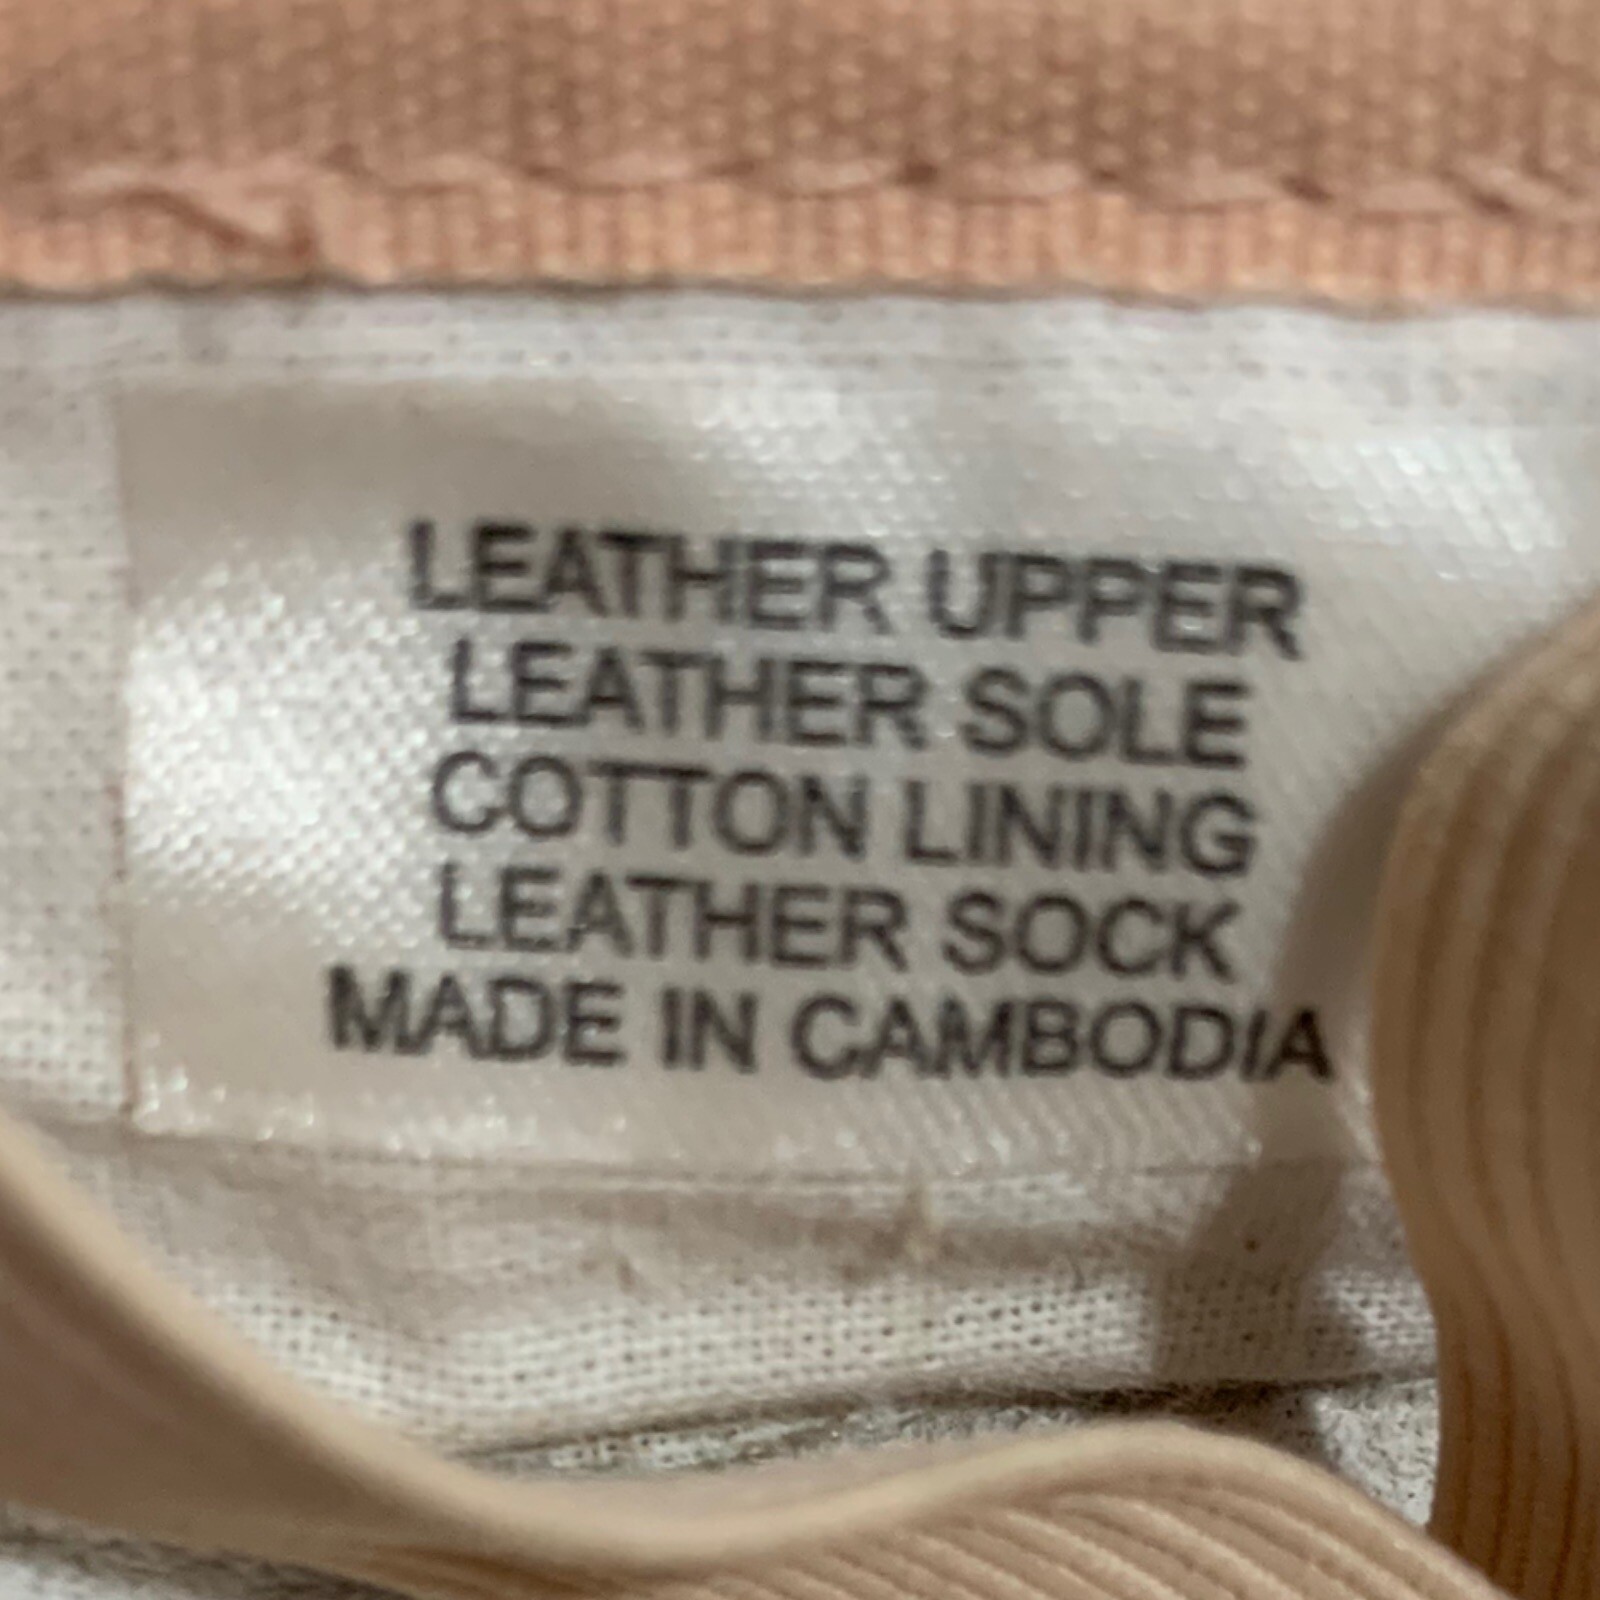 LEATHER UPPER
LEATHER SOLE
COTTON LINING
LEATHER SOCK
MADE IN CAMBODIA